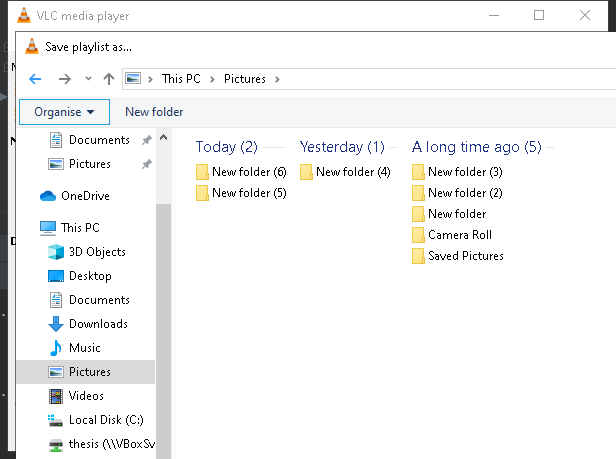 VLC media player
Save playlist as...
This PC > Pictures >
Organise New folder
Documents
Pictures
OneDrive
This PC
3D Objects
Desktop
Documents
Downloads
Music
Pictures
Videos
Local Disk (C:)
thesis (\\VBoxSv
Today (2)
New folder (6)
New folder (5)
Yesterday (1)
New folder (4)
A long time ago (5)
New folder (3)
New folder (2)
New folder
Camera Roll
Saved Pictures